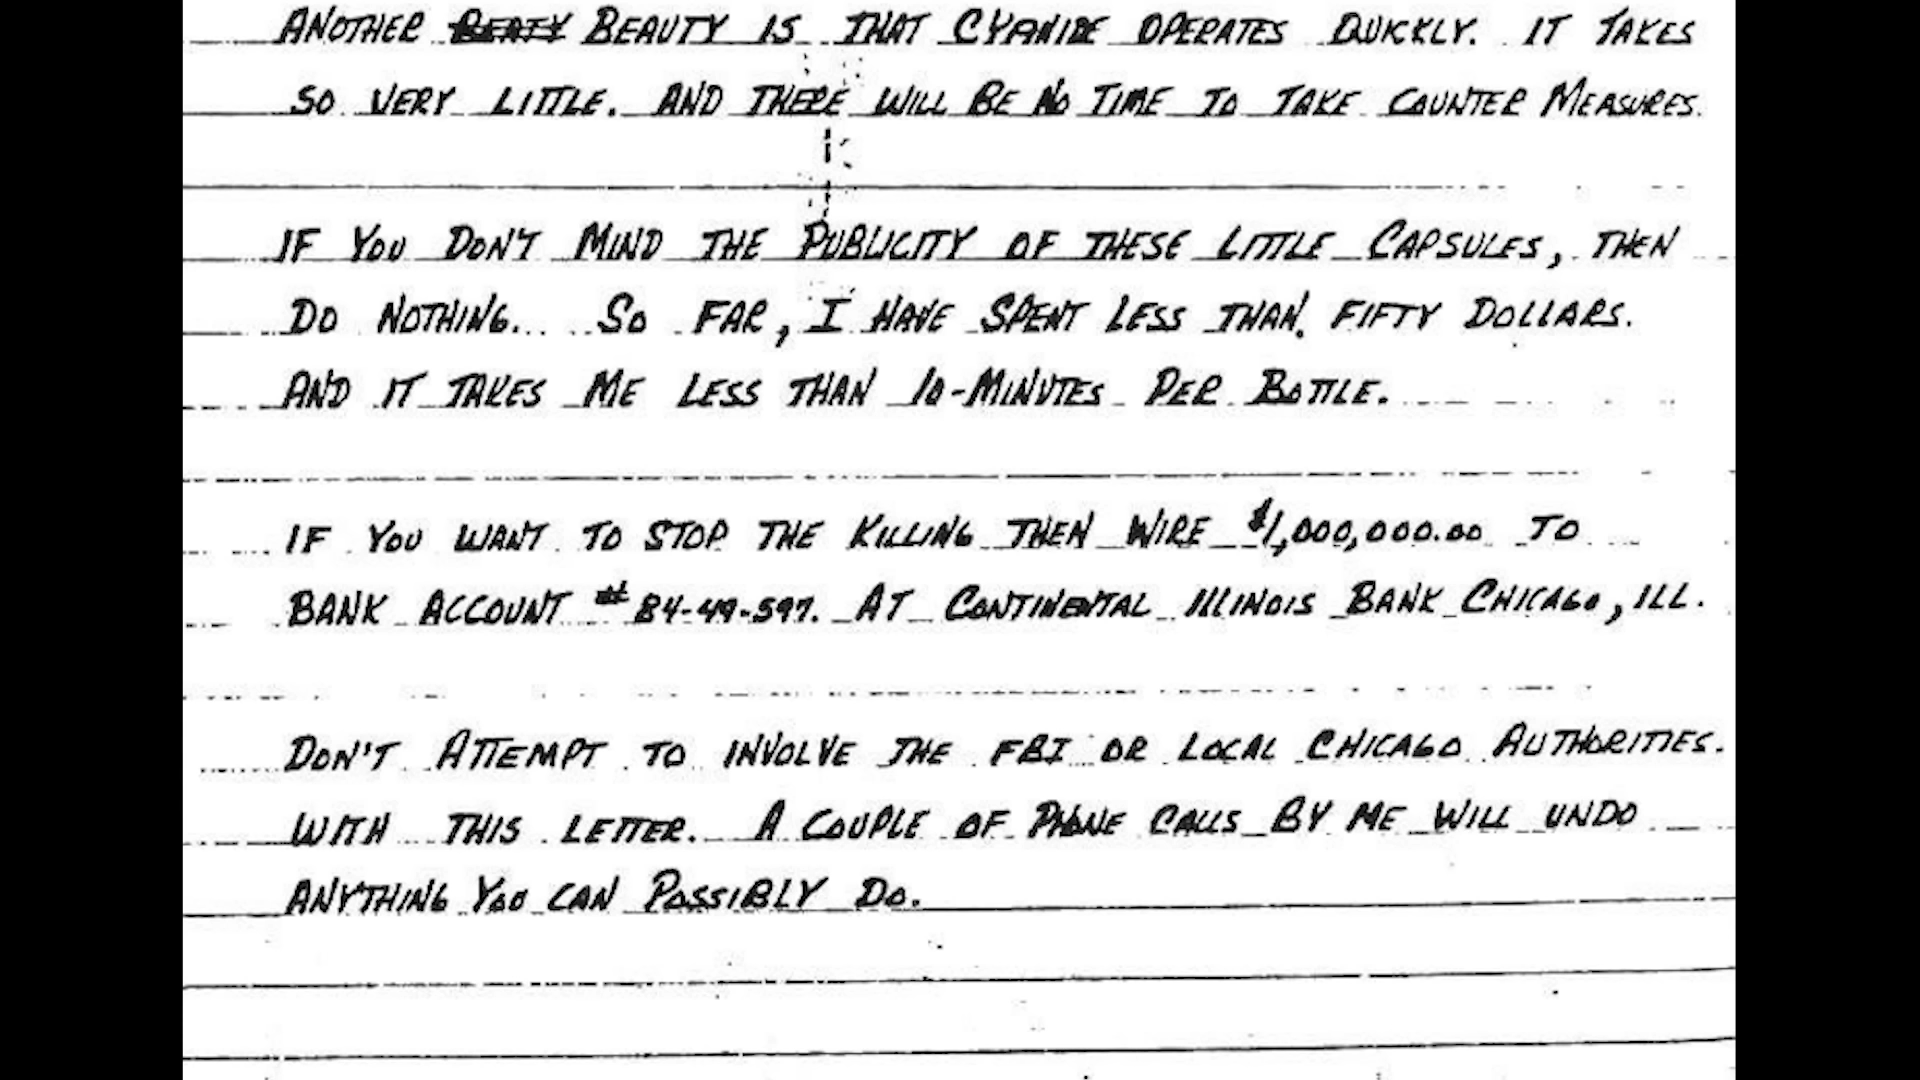 ANOTHER BEATY BEAUTY IS THAT CYANIDE OPERATES QUICKLY. IT TAKES
SO VERY LITTLE. AND THERE WILL BE NO TIME TO TAKE COUNTER MEASURES.
IF YOU DON'T MIND THE PUBLICITY OF THESE LITTLE CAPSULES, THEN
DO NOTHING. SO FAR, I HAVE SPENT LESS THAN FIFTY DOLLARS.
AND IT TAKES ME LESS THAN 10-MINUTES PER BOTTLE.
IF YOU WANT TO STOP THE KILLING THEN WIRE $1,000,000.00 TO
BANK ACCOUNT # 84-49-597. AT CONTINENTAL ILLINOIS BANK CHICAGO, ILL.
DON'T ATTEMPT TO INVOLVE THE FBI OR LOCAL CHICAGO AUTHORITIES.
WITH THIS LETTER. A COUPLE OF PHONE CALLS BY ME WILL UNDO
ANYTHING YOU CAN POSSIBLY DO.